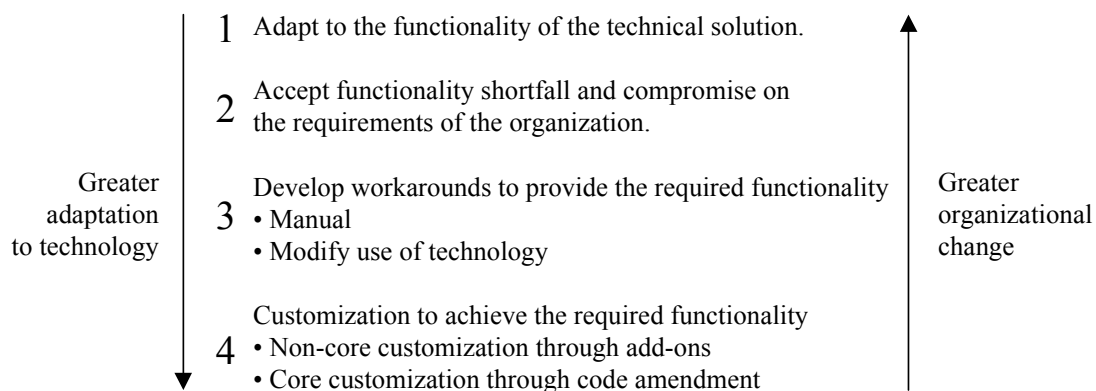 1 Adapt to the functionality of the technical solution.
2 Accept functionality shortfall and compromise on
the requirements of the organization.
Greater
adaptation
to technology
3 Develop workarounds to provide the required functionality
• Manual
• Modify use of technology
Greater
organizational
change
4 Customization to achieve the required functionality
• Non-core customization through add-ons
• Core customization through code amendment